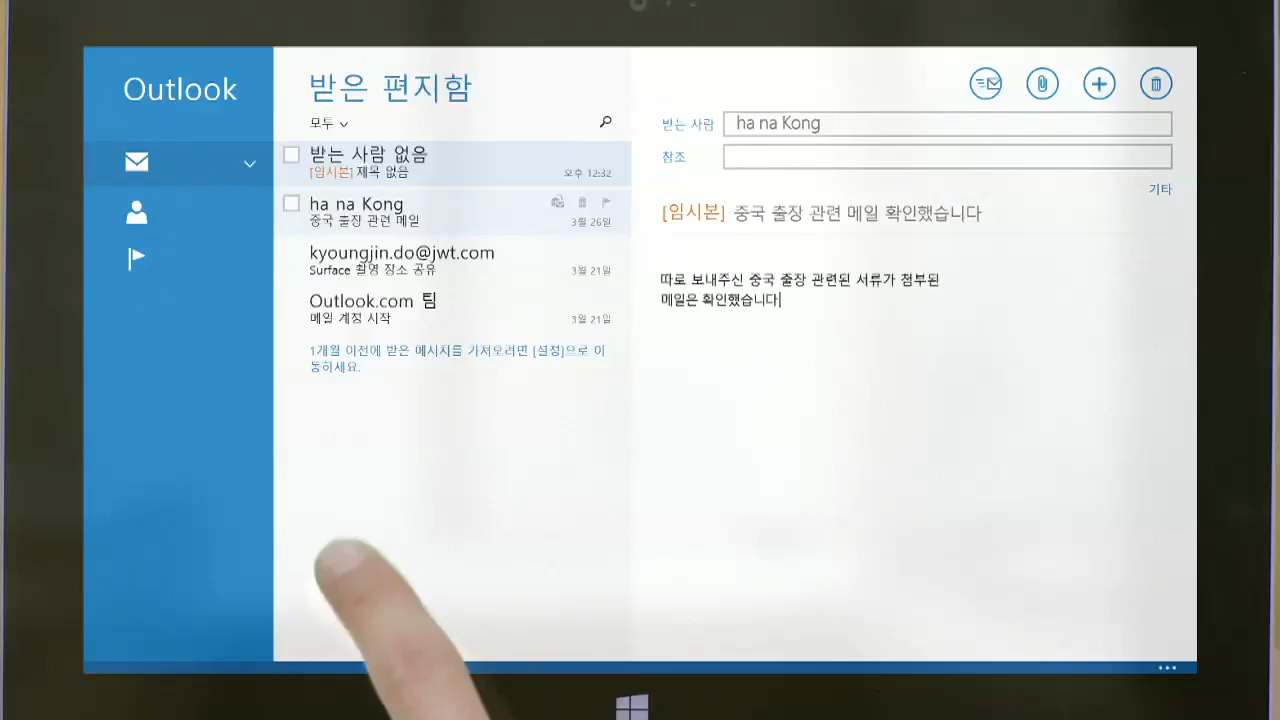 Outlook
받은 편지함
모두
받는 사람 없음
[임시본] 제목 없음
오후 12:32
ha na Kong
중국 출장 관련 메일
3월 26일
kyoungjin.do@jwt.com
Surface 촬영 장소 공유
3월 21일
Outlook.com 팀
메일 계정 시작
3월 21일
1개월 이전에 받은 메시지를 가져오려면 [설정]으로 이
동하세요.
받는 사람
ha na Kong
참조
기타
[임시본] 중국 출장 관련 메일 확인했습니다
따로 보내주신 중국 출장 관련된 서류가 첨부된
메일은 확인했습니다